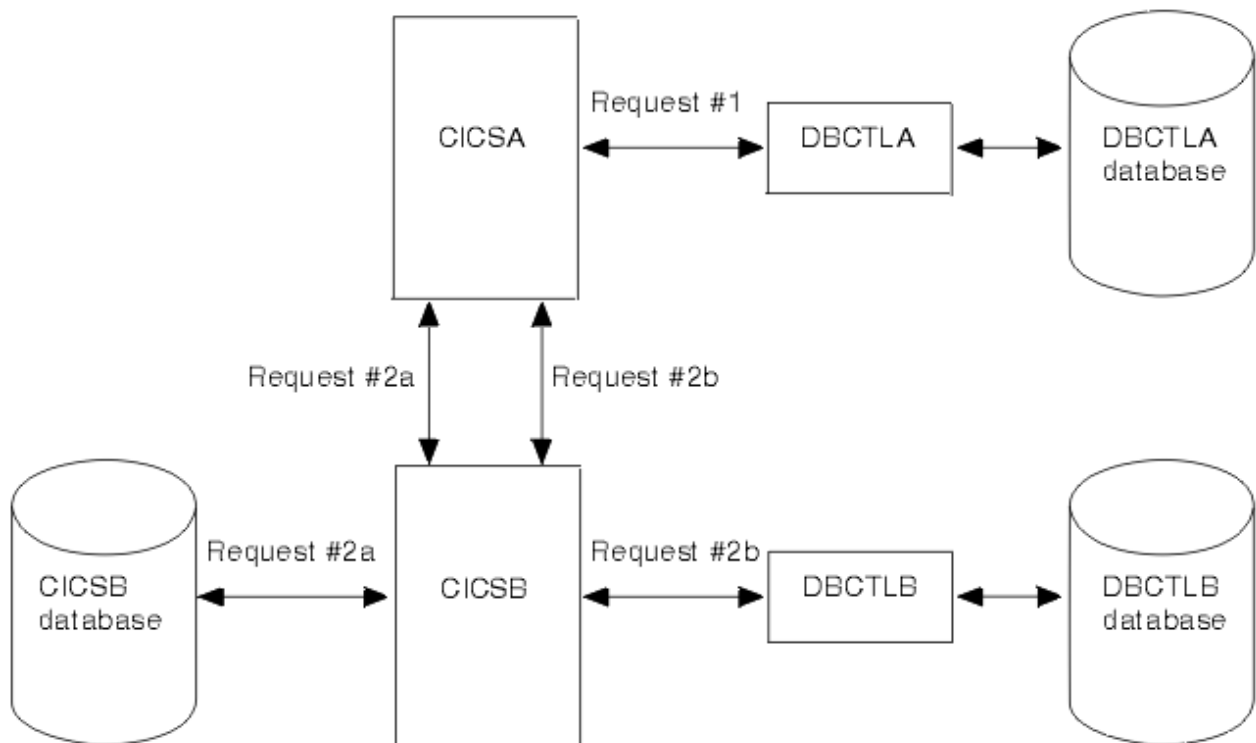 Request #1
CICSA
DBCTLA
DBCTLA
database
Request #2a
Request #2b
Request #2a
Request #2b
CICSB
database
CICSB
DBCTLB
DBCTLB
database